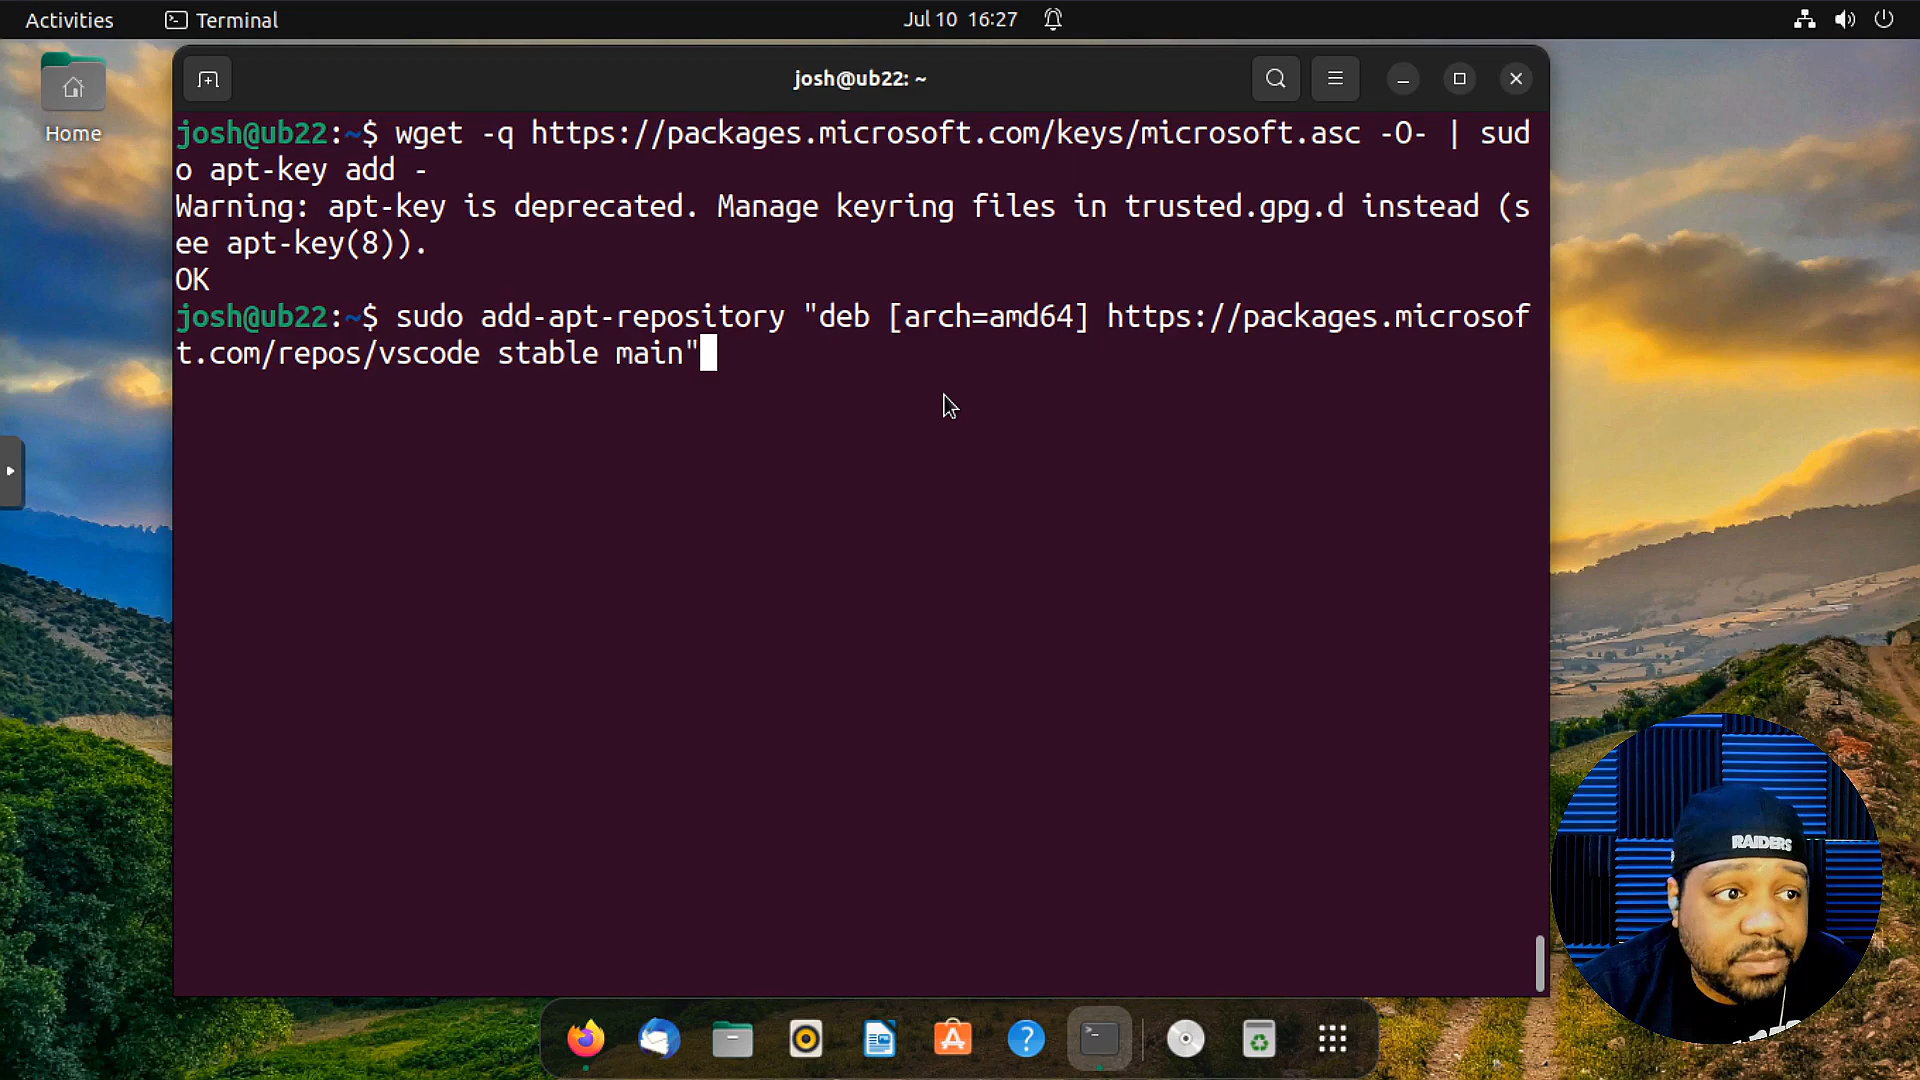 Activities Terminal Jul 10 16:27
Home
josh@ub22: ~
josh@ub22:~$ wget -q https://packages.microsoft.com/keys/microsoft.asc -O- | sud
o apt-key add -
Warning: apt-key is deprecated. Manage keyring files in trusted.gpg.d instead (s
ee apt-key(8)).
OK
josh@ub22:~$ sudo add-apt-repository "deb [arch=amd64] https://packages.microsof
t.com/repos/vscode stable main"
RAIDERS